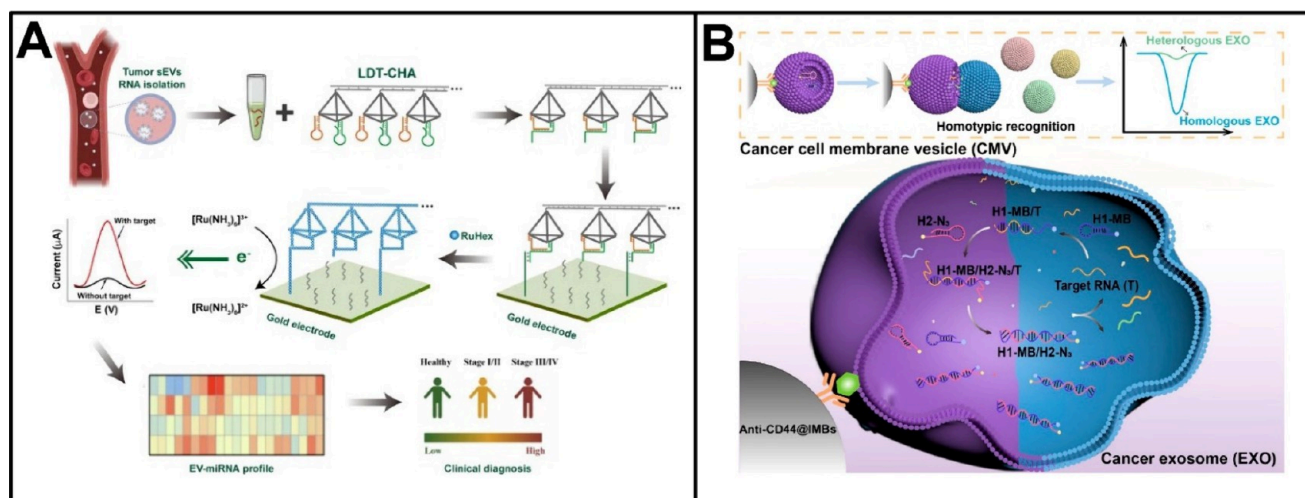 A
Tumor sEVs
RNA isolation
LDT-CHA
With target
Current (µA)
Without target
E (V)
[Ru(NH₃)₆]³⁺
e⁻
[Ru(NH₃)₆]²⁺
RuHex
Gold electrode
Gold electrode
EV-miRNA profile
Healthy Stage I/II Stage III/IV
Low High
Clinical diagnosis
B
Homotypic recognition
Heterologous EXO
Homologous EXO
Cancer cell membrane vesicle (CMV)
H2-N₃
H1-MB/T
H1-MB
H1-MB/H2-N₃/T
Target RNA (T)
H1-MB/H2-N₃
Anti-CD44@IMBs
Cancer exosome (EXO)